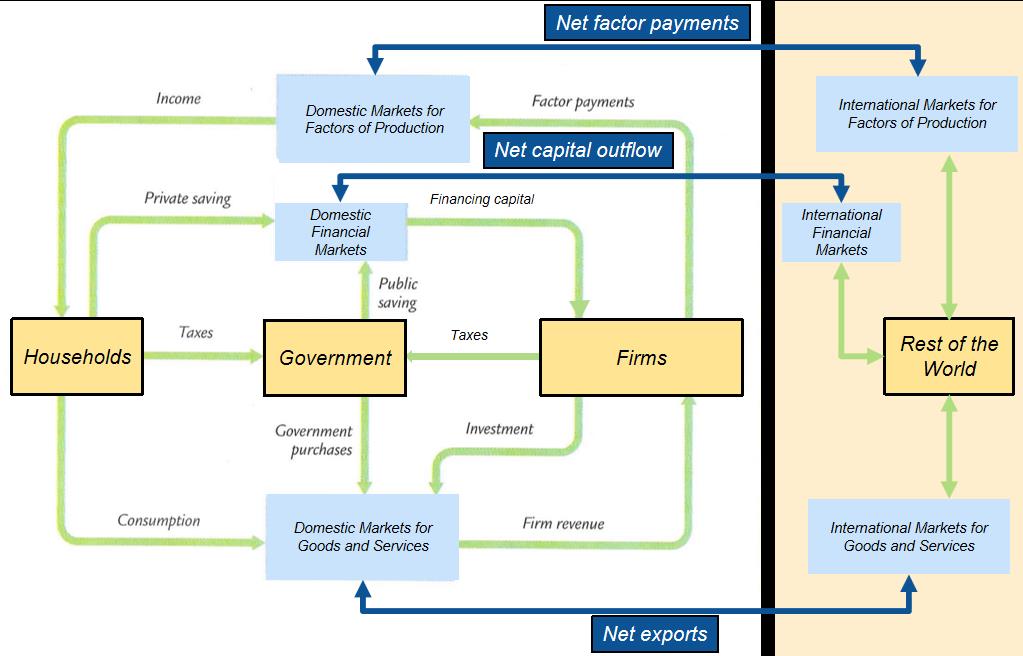 Net factor payments
Income
Domestic Markets for
Factors of Production
Factor payments
International Markets for
Factors of Production
Net capital outflow
Private saving
Domestic
Financial
Markets
Financing capital
International
Financial
Markets
Public
saving
Households
Taxes
Government
Taxes
Firms
Rest of the
World
Government
purchases
Investment
Consumption
Domestic Markets for
Goods and Services
Firm revenue
International Markets for
Goods and Services
Net exports